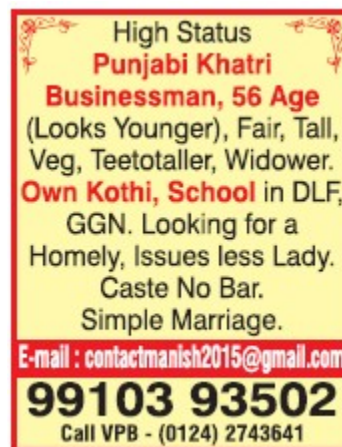 High Status
Punjabi Khatri
Businessman, 56 Age
(Looks Younger), Fair, Tall,
Veg, Teetotaller, Widower.
Own Kothi, School in DLF,
GGN. Looking for a
Homely, Issues less Lady.
Caste No Bar.
Simple Marriage.
E-mail : contactmanish2015@gmail.com
99103 93502
Call VPB - (0124) 2743641